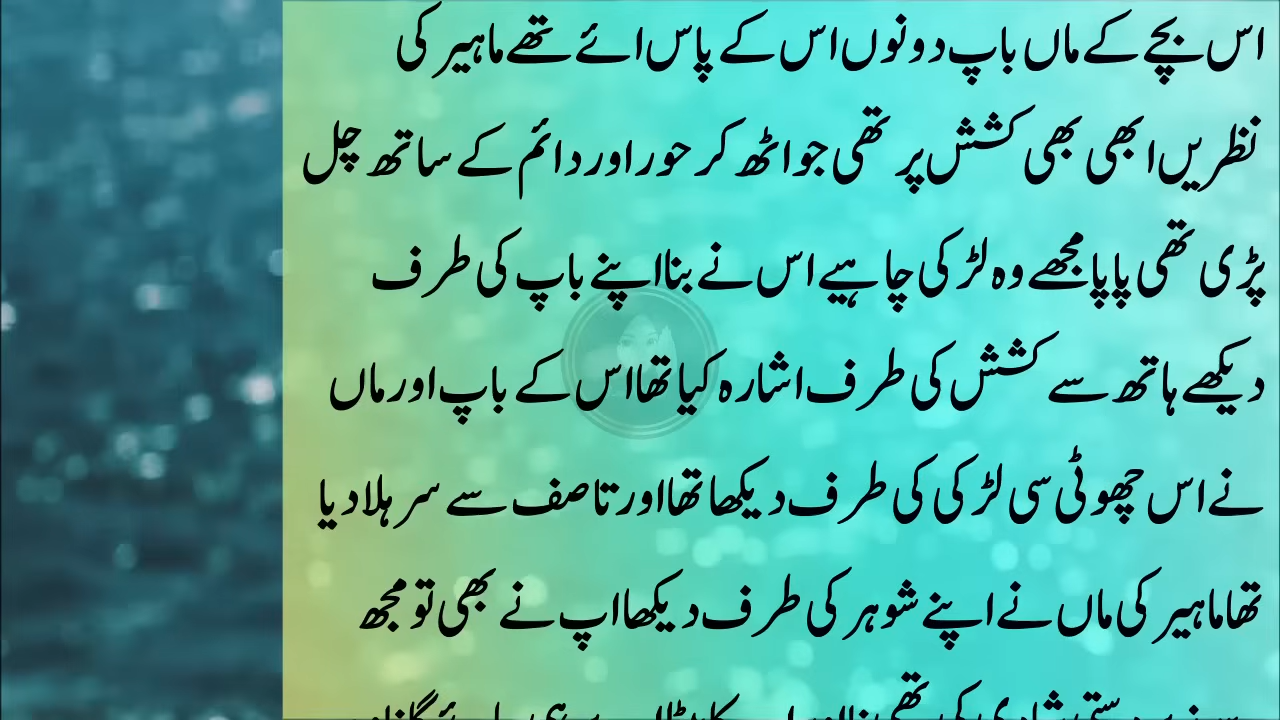 اس بچے کے ماں باپ دونوں اس کے پاس ائے تھے ماہیر کی
نظریں ابھی بھی کشش پر تھی جو اٹھ کر حور اور دائم کے ساتھ چل
پڑی تھی پاپا مجھے وہ لڑکی چاہیے اس نے بنا اپنے باپ کی طرف
دیکھے ہاتھ سے کشش کی طرف اشارہ کیا تھا اس کے باپ اور ماں
نے اس چھوٹی سی لڑکی کی طرف دیکھا تھا اور تاصف سے سر ہلا دیا
تھا ماہیر کی ماں نے اپنے شوہر کی طرف دیکھا اپ نے بھی تو مجھ